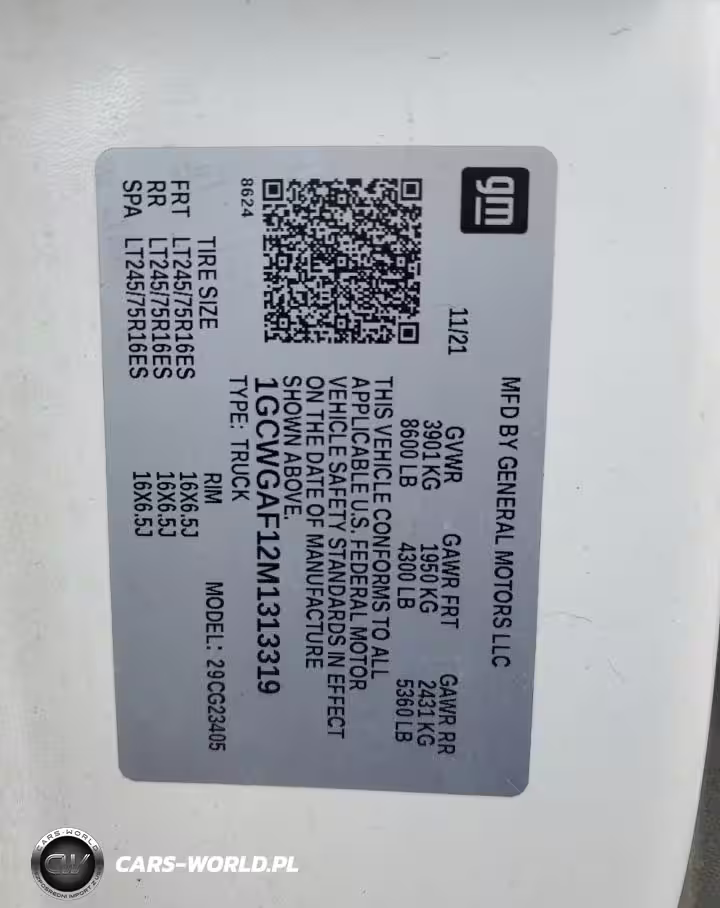 gm
MFD BY GENERAL MOTORS LLC
11/21
GVWR GAWR FRT GAWR RR
3901 KG 1950 KG 2431 KG
8600 LB 4300 LB 5360 LB
THIS VEHICLE CONFORMS TO ALL
APPLICABLE U.S. FEDERAL MOTOR
VEHICLE SAFETY STANDARDS IN EFFECT
ON THE DATE OF MANUFACTURE
SHOWN ABOVE.
1GCWGAF12M1313319
8624
TYPE: TRUCK
MODEL: 29CG23405
TIRE SIZE RIM
FRT LT245/75R16ES 16X6.5J
RR LT245/75R16ES 16X6.5J
SPA LT245/75R16ES 16X6.5J
CARS-WORLD
CW
CARS-WORLD.PL